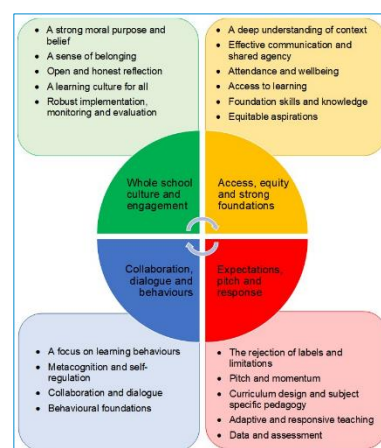 • A strong moral purpose and
belief
• A sense of belonging
• Open and honest reflection
• A learning culture for all
• Robust implementation,
monitoring and evaluation
• A deep understanding of context
• Effective communication and
shared agency
• Attendance and wellbeing
• Access to learning
• Foundation skills and knowledge
• Equitable aspirations
Whole school
culture and
engagement
Access, equity
and strong
foundations
Collaboration,
dialogue and
behaviours
Expectations,
pitch and
response
• A focus on learning behaviours
• Metacognition and self-
regulation
• Collaboration and dialogue
• Behavioural foundations
• The rejection of labels and
limitations
• Pitch and momentum
• Curriculum design and subject
specific pedagogy
• Adaptive and responsive teaching
• Data and assessment